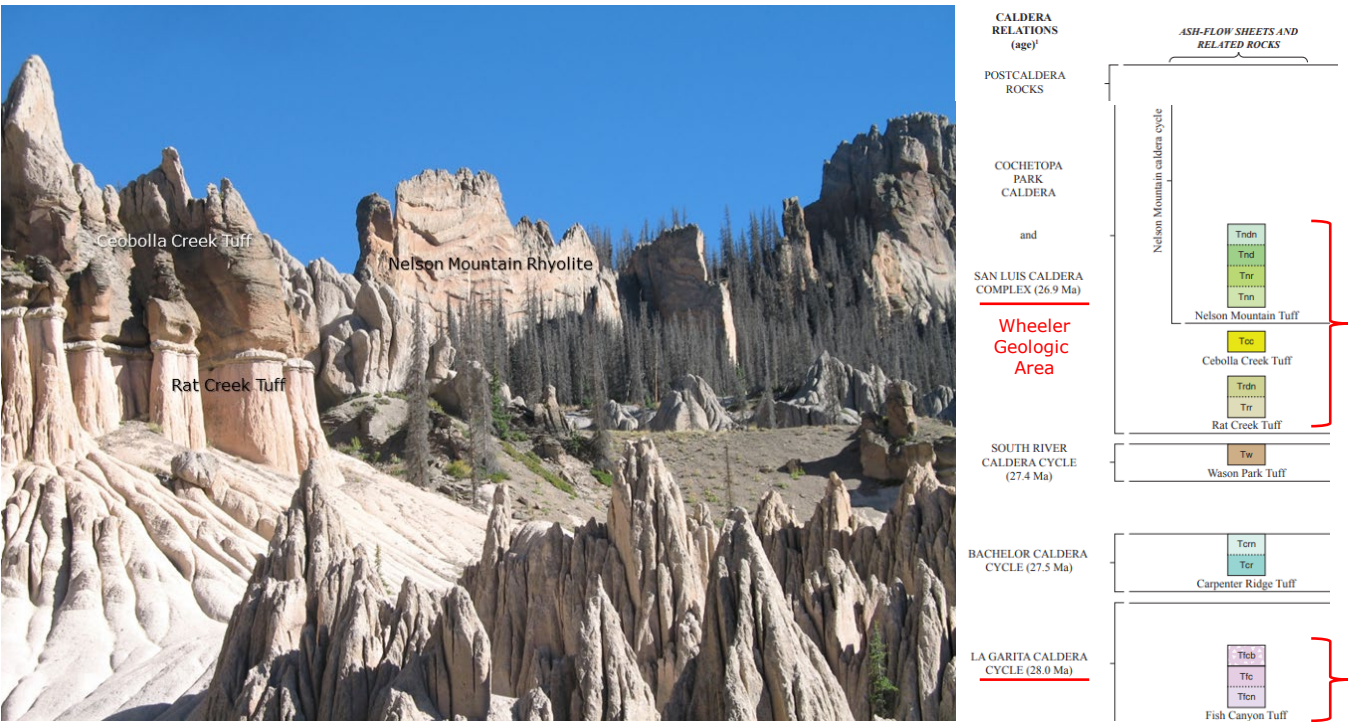 Ceobolla Creek Tuff
Nelson Mountain Rhyolite
Rat Creek Tuff
CALDERA
RELATIONS
(age)¹
ASH-FLOW SHEETS AND
RELATED ROCKS
POSTCALDERA
ROCKS
Nelson Mountain caldera cycle
COCHETOPA
PARK
CALDERA
and
SAN LUIS CALDERA
COMPLEX (26.9 Ma)
Wheeler
Geologic
Area
Tndn
Tnd
Tnr
Tnn
Nelson Mountain Tuff
Tcc
Cebolla Creek Tuff
Trdn
Trr
Rat Creek Tuff
SOUTH RIVER
CALDERA CYCLE
(27.4 Ma)
Tw
Wason Park Tuff
BACHELOR CALDERA
CYCLE (27.5 Ma)
Tcrn
Tcr
Carpenter Ridge Tuff
LA GARITA CALDERA
CYCLE (28.0 Ma)
Tfcb
Tfc
Tfcn
Fish Canyon Tuff